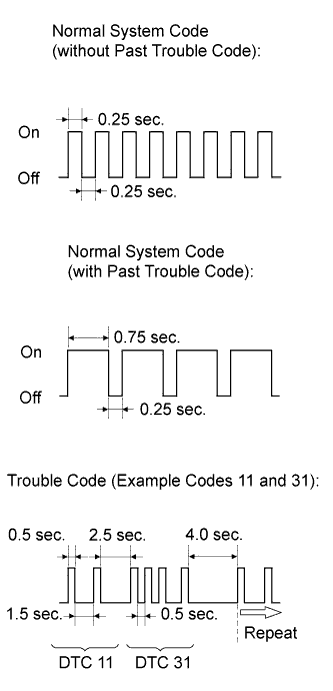 Normal System Code
(without Past Trouble Code):
0.25 sec.
On
Off
0.25 sec.
Normal System Code
(with Past Trouble Code):
0.75 sec.
On
Off
0.25 sec.
Trouble Code (Example Codes 11 and 31):
0.5 sec. 2.5 sec. 4.0 sec.
1.5 sec. 0.5 sec.
Repeat
DTC 11 DTC 31